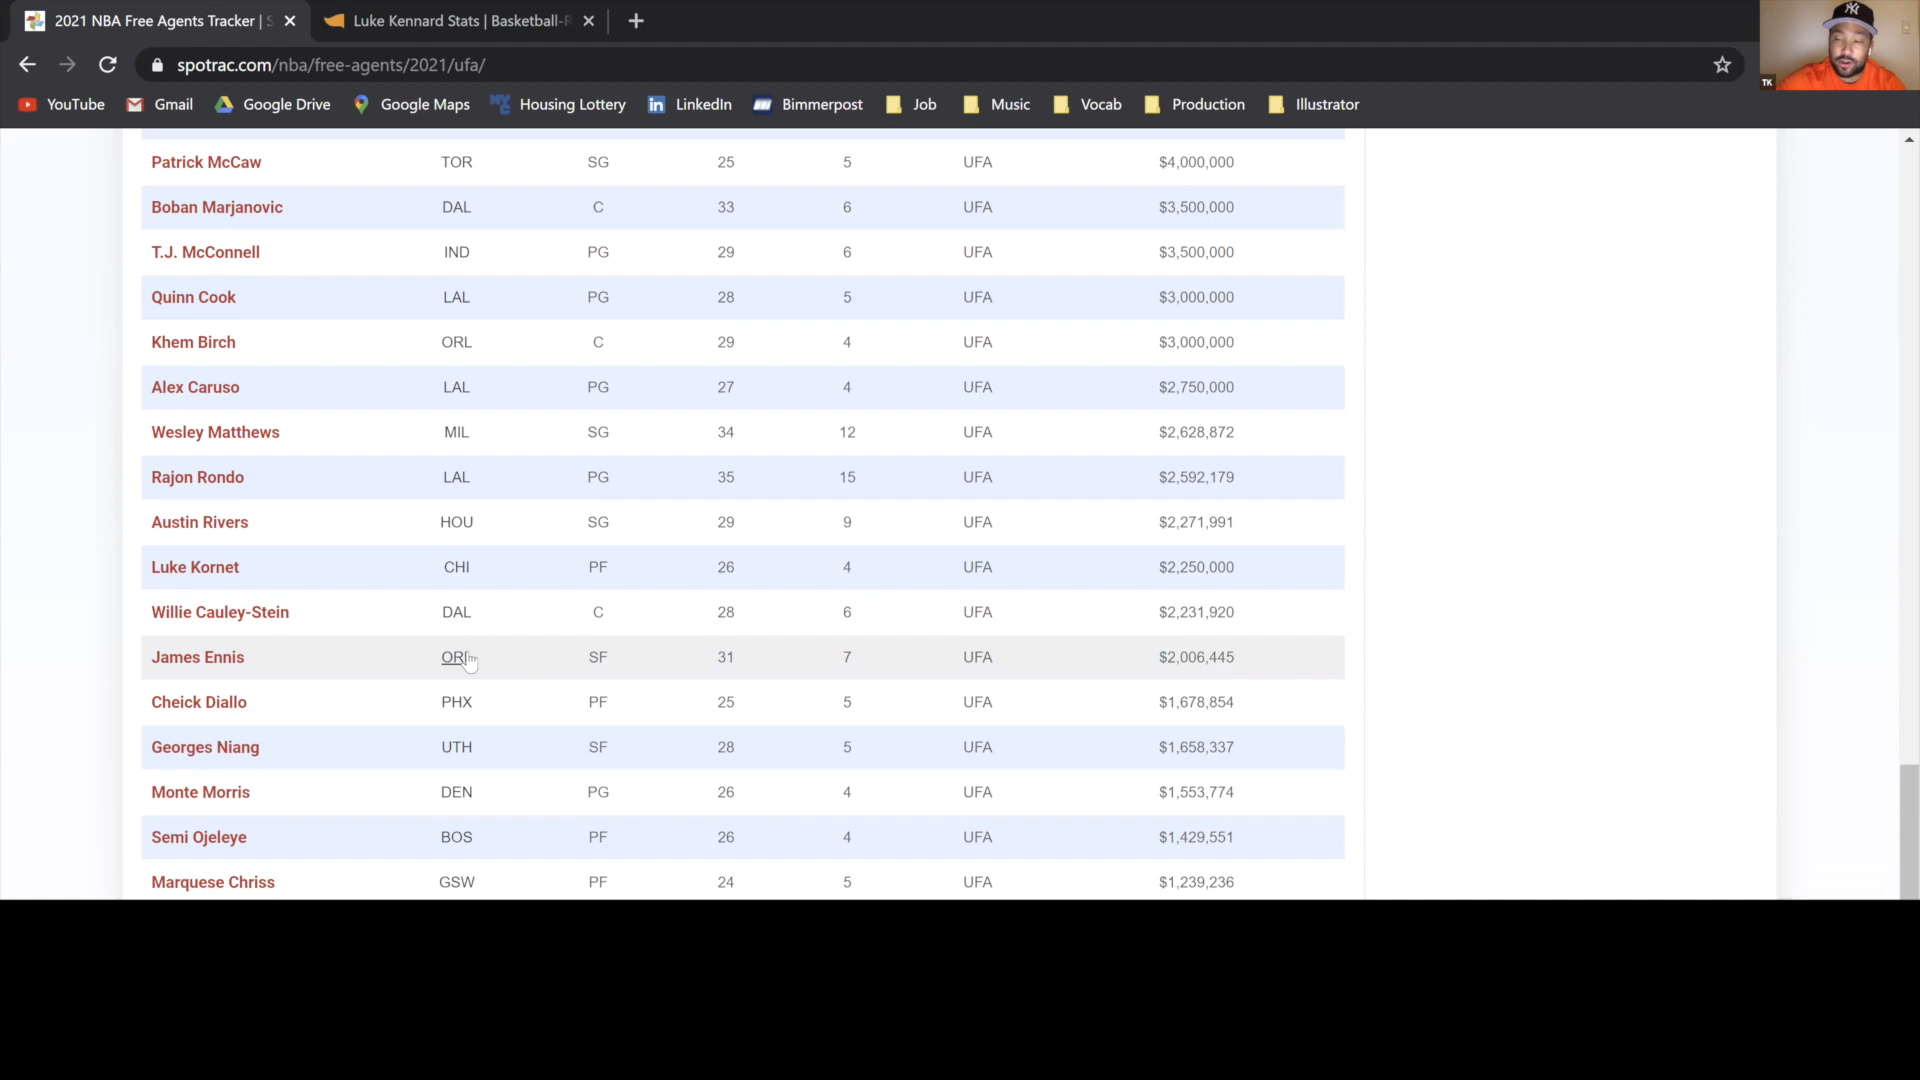 2021 NBA Free Agents Tracker | S
Luke Kennard Stats | Basketball-R
spotrac.com/nba/free-agents/2021/ufa/
YouTube Gmail Google Drive Google Maps Housing Lottery LinkedIn Bimmerpost Job Music Vocab Production Illustrator
TK
Patrick McCaw TOR SG 25 5 UFA $4,000,000
Boban Marjanovic DAL C 33 6 UFA $3,500,000
T.J. McConnell IND PG 29 6 UFA $3,500,000
Quinn Cook LAL PG 28 5 UFA $3,000,000
Khem Birch ORL C 29 4 UFA $3,000,000
Alex Caruso LAL PG 27 4 UFA $2,750,000
Wesley Matthews MIL SG 34 12 UFA $2,628,872
Rajon Rondo LAL PG 35 15 UFA $2,592,179
Austin Rivers HOU SG 29 9 UFA $2,271,991
Luke Kornet CHI PF 26 4 UFA $2,250,000
Willie Cauley-Stein DAL C 28 6 UFA $2,231,920
James Ennis ORL SF 31 7 UFA $2,006,445
Cheick Diallo PHX PF 25 5 UFA $1,678,854
Georges Niang UTH SF 28 5 UFA $1,658,337
Monte Morris DEN PG 26 4 UFA $1,553,774
Semi Ojeleye BOS PF 26 4 UFA $1,429,551
Marquese Chriss GSW PF 24 5 UFA $1,239,236